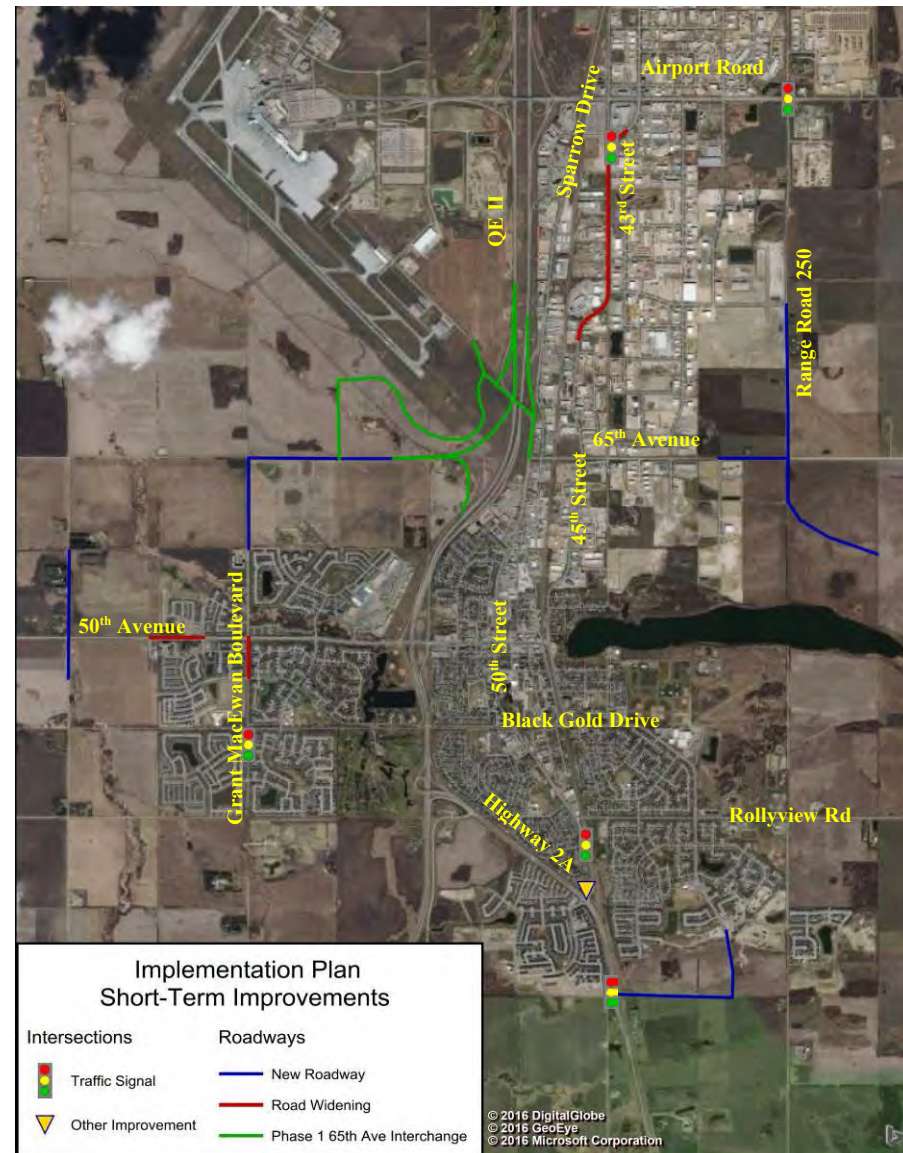 Airport Road
Sparrow Drive
43rd Street
QE II
Range Road 250
65th Avenue
45th Street
50th Avenue
Grant MacEwan Boulevard
50th Street
Black Gold Drive
Highway 2A
Rollyview Rd
Implementation Plan
Short-Term Improvements
Intersections
Traffic Signal
Other Improvement
Roadways
New Roadway
Road Widening
Phase 1 65th Ave Interchange
© 2016 DigitalGlobe
© 2016 GeoEye
© 2016 Microsoft Corporation